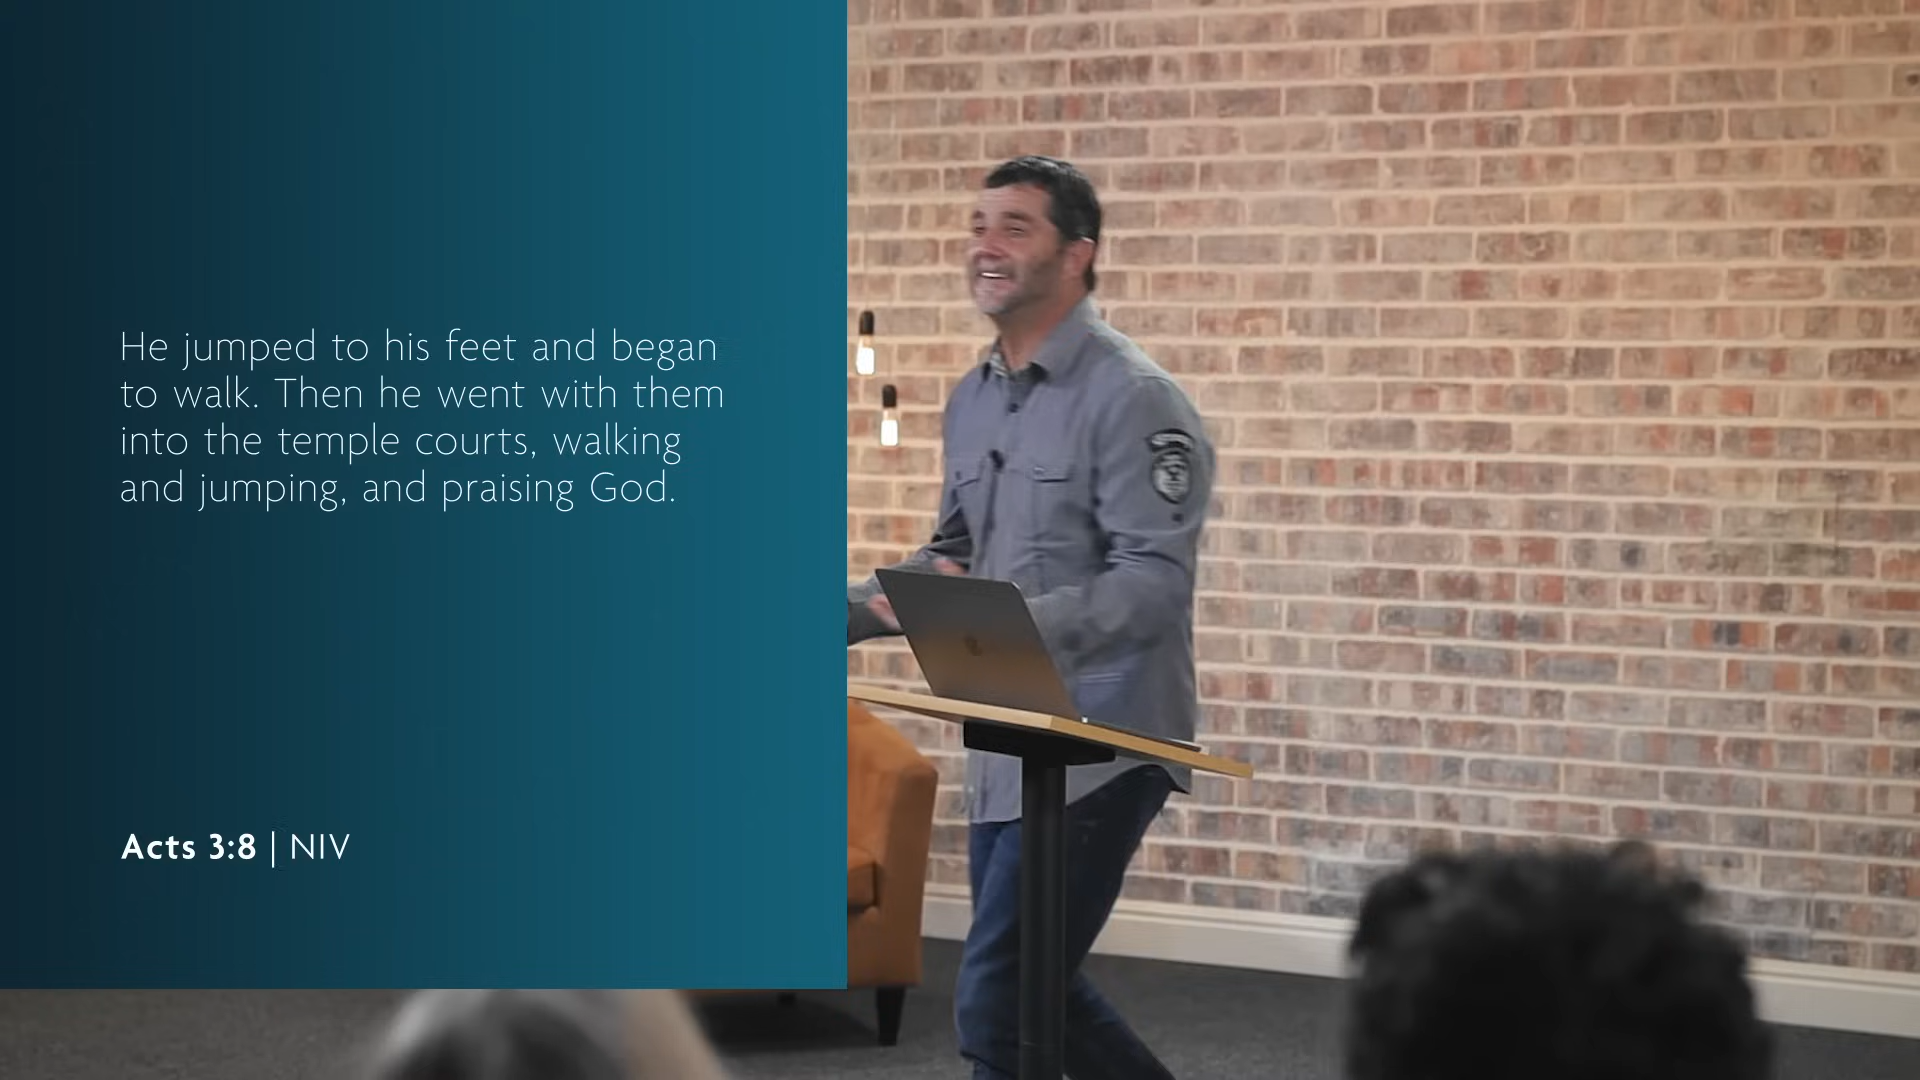 He jumped to his feet and began
to walk. Then he went with them
into the temple courts, walking
and jumping, and praising God.
Acts 3:8 | NIV